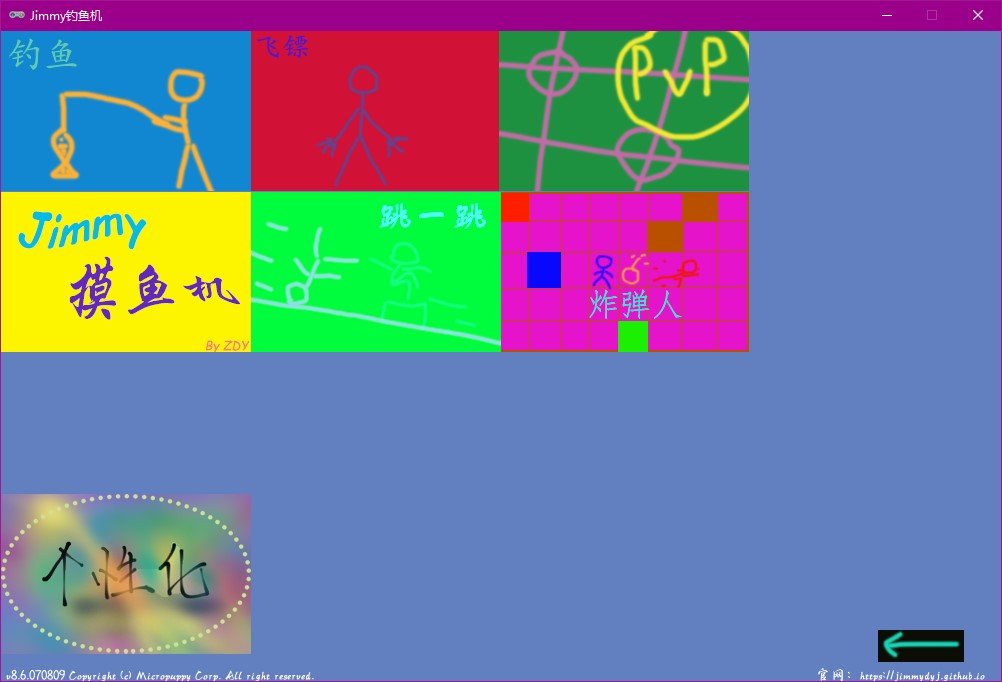 Jimmy钓鱼机
钓鱼
飞镖
PvP
Jimmy
摸鱼机
By ZDY
跳一跳
炸弹人
个性化
v8.6.070809 Copyright (c) Micropuppy Corp. All right reserved.
官网：https://jimmydyj.github.io